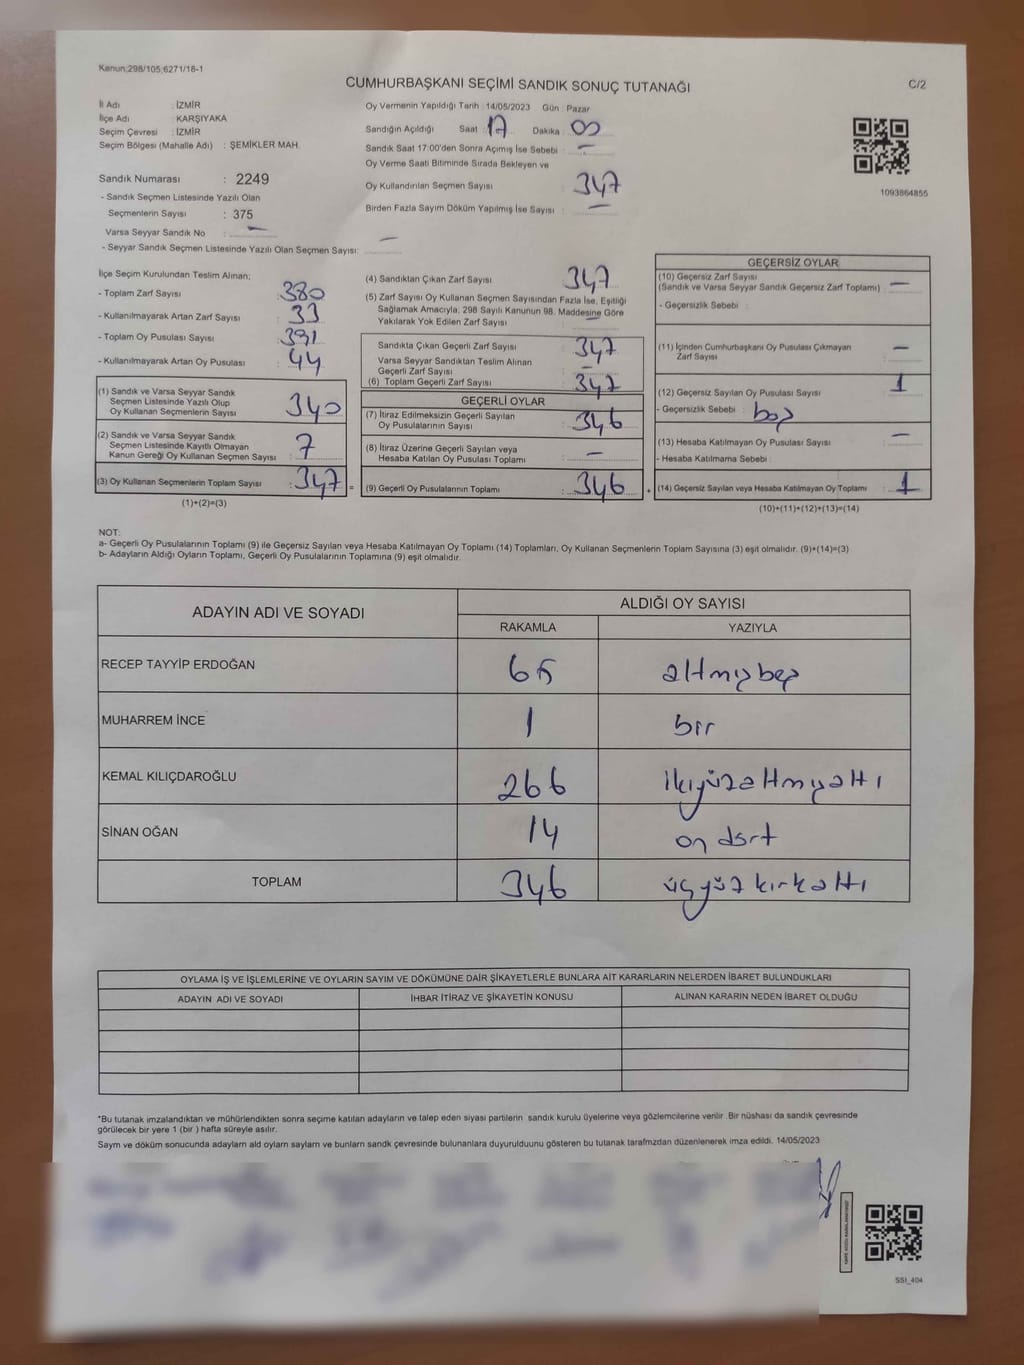 Kanun:298/105,6271/18-1
CUMHURBAŞKANI SEÇİMİ SANDIK SONUÇ TUTANAĞI
C/2
İl Adı : İZMİR
İlçe Adı : KARŞIYAKA
Seçim Çevresi : İZMİR
Seçim Bölgesi (Mahalle Adı) : ŞEMİKLER MAH.
Sandık Numarası : 2249
- Sandık Seçmen Listesinde Yazılı Olan
Seçmenlerin Sayısı : 375
Varsa Seyyar Sandık No : —
- Seyyar Sandık Seçmen Listesinde Yazılı Olan Seçmen Sayısı: —
Oy Vermenin Yapıldığı Tarih : 14/05/2023 Gün : Pazar
Sandığın Açıldığı Saat : 17 Dakika : 00
Sandık Saat 17:00'den Sonra Açımış İse Sebebi : —
Oy Verme Saati Bitiminde Sırada Bekleyen ve
Oy Kullandırılan Seçmen Sayısı : 347
Birden Fazla Sayım Döküm Yapılmış İse Sayısı : —
1093864855
İlçe Seçim Kurulundan Teslim Alınan;
- Toplam Zarf Sayısı : 380
- Kullanılmayarak Artan Zarf Sayısı : 33
- Toplam Oy Pusulası Sayısı : 391
- Kullanılmayarak Artan Oy Pusulası : 44
(1) Sandık ve Varsa Seyyar Sandık
Seçmen Listesinde Yazılı Olup
Oy Kullanan Seçmenlerin Sayısı : 340
(2) Sandık ve Varsa Seyyar Sandık
Seçmen Listesinde Kayıtlı Olmayan
Kanun Gereği Oy Kullanan Seçmen Sayısı : 7
(3) Oy Kullanan Seçmenlerin Toplam Sayısı : 347 =
(1)+(2)=(3)
(4) Sandıktan Çıkan Zarf Sayısı : 347
(5) Zarf Sayısı Oy Kullanan Seçmen Sayısından Fazla İse, Eşitliği
Sağlamak Amacıyla; 298 Sayılı Kanunun 98. Maddesine Göre
Yakılarak Yok Edilen Zarf Sayısı : —
Sandıkta Çıkan Geçerli Zarf Sayısı : 347
Varsa Seyyar Sandıktan Teslim Alınan
Geçerli Zarf Sayısı : —
(6) Toplam Geçerli Zarf Sayısı : 347
GEÇERLİ OYLAR
(7) İtiraz Edilmeksizin Geçerli Sayılan
Oy Pusulalarının Sayısı : 346
(8) İtiraz Üzerine Geçerli Sayılan veya
Hesaba Katılan Oy Pusulası Toplamı : —
(9) Geçerli Oy Pusulalarının Toplamı : 346 +
GEÇERSİZ OYLAR
(10) Geçersiz Zarf Sayısı : —
(Sandık ve Varsa Seyyar Sandık Geçersiz Zarf Toplamı)
- Geçersizlik Sebebi :
(11) İçinden Cumhurbaşkanı Oy Pusulası Çıkmayan
Zarf Sayısı : —
(12) Geçersiz Sayılan Oy Pusulası Sayısı : 1
- Geçersizlik Sebebi : boş
(13) Hesaba Katılmayan Oy Pusulası Sayısı : —
- Hesaba Katılmama Sebebi :
(14) Geçersiz Sayılan veya Hesaba Katılmayan Oy Toplamı : 1
(10)+(11)+(12)+(13)=(14)
NOT:
a- Geçerli Oy Pusulalarının Toplamı (9) ile Geçersiz Sayılan veya Hesaba Katılmayan Oy Toplamı (14) Toplamları, Oy Kullanan Seçmenlerin Toplam Sayısına (3) eşit olmalıdır. (9)+(14)=(3)
b- Adayların Aldığı Oyların Toplamı, Geçerli Oy Pusulalarının Toplamına (9) eşit olmalıdır.
ADAYIN ADI VE SOYADI
ALDIĞI OY SAYISI
RAKAMLA YAZIYLA
RECEP TAYYİP ERDOĞAN 65 altmışbeş
MUHARREM İNCE 1 bir
KEMAL KILIÇDAROĞLU 266 ikiyüzaltmışaltı
SİNAN OĞAN 14 on dört
TOPLAM 346 üçyüzkırkaltı
OYLAMA İŞ VE İŞLEMLERİNE VE OYLARIN SAYIM VE DÖKÜMÜNE DAİR ŞİKAYETLERLE BUNLARA AİT KARARLARIN NELERDEN İBARET BULUNDUKLARI
ADAYIN ADI VE SOYADI İHBAR İTİRAZ VE ŞİKAYETİN KONUSU ALINAN KARARIN NEDEN İBARET OLDUĞU
*Bu tutanak imzalandıktan ve mühürlendikten sonra seçime katılan adayların ve talep eden siyasi partilerin sandık kurulu üyelerine veya gözlemcilerine verilir. Bir nüshası da sandık çevresinde
görülecek bir yere 1 (bir ) hafta süreyle asılır.
Saym ve döküm sonucunda adaylarn ald oylarn saylarn ve bunların sandk çevresinde bulunanlara duyurulduunu gösteren bu tutanak tarafmzdan düzenlenerek imza edildi. 14/05/2023
SSI_404